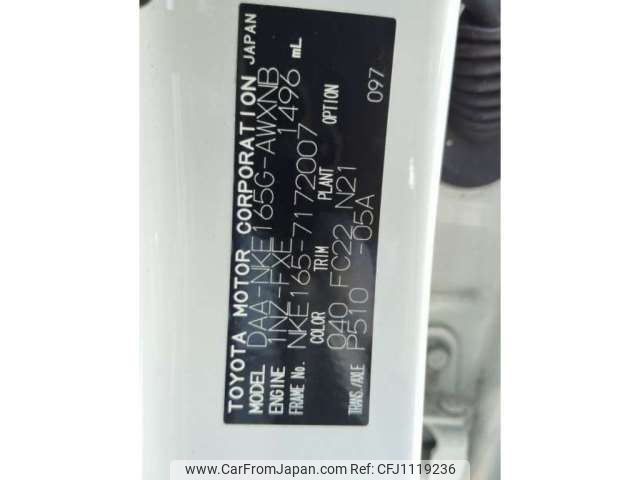 TOYOTA MOTOR CORPORATION JAPAN
MODEL DAA-NKE165G-AWXNB
ENGINE 1NZ-FXE 1496 mL
FRAME No. NKE165-7172007
COLOR TRIM PLANT OPTION
040 FC22 N21 097
TRANS./AXLE P510 -05A
www.CarFromJapan.com - CFJ1119236